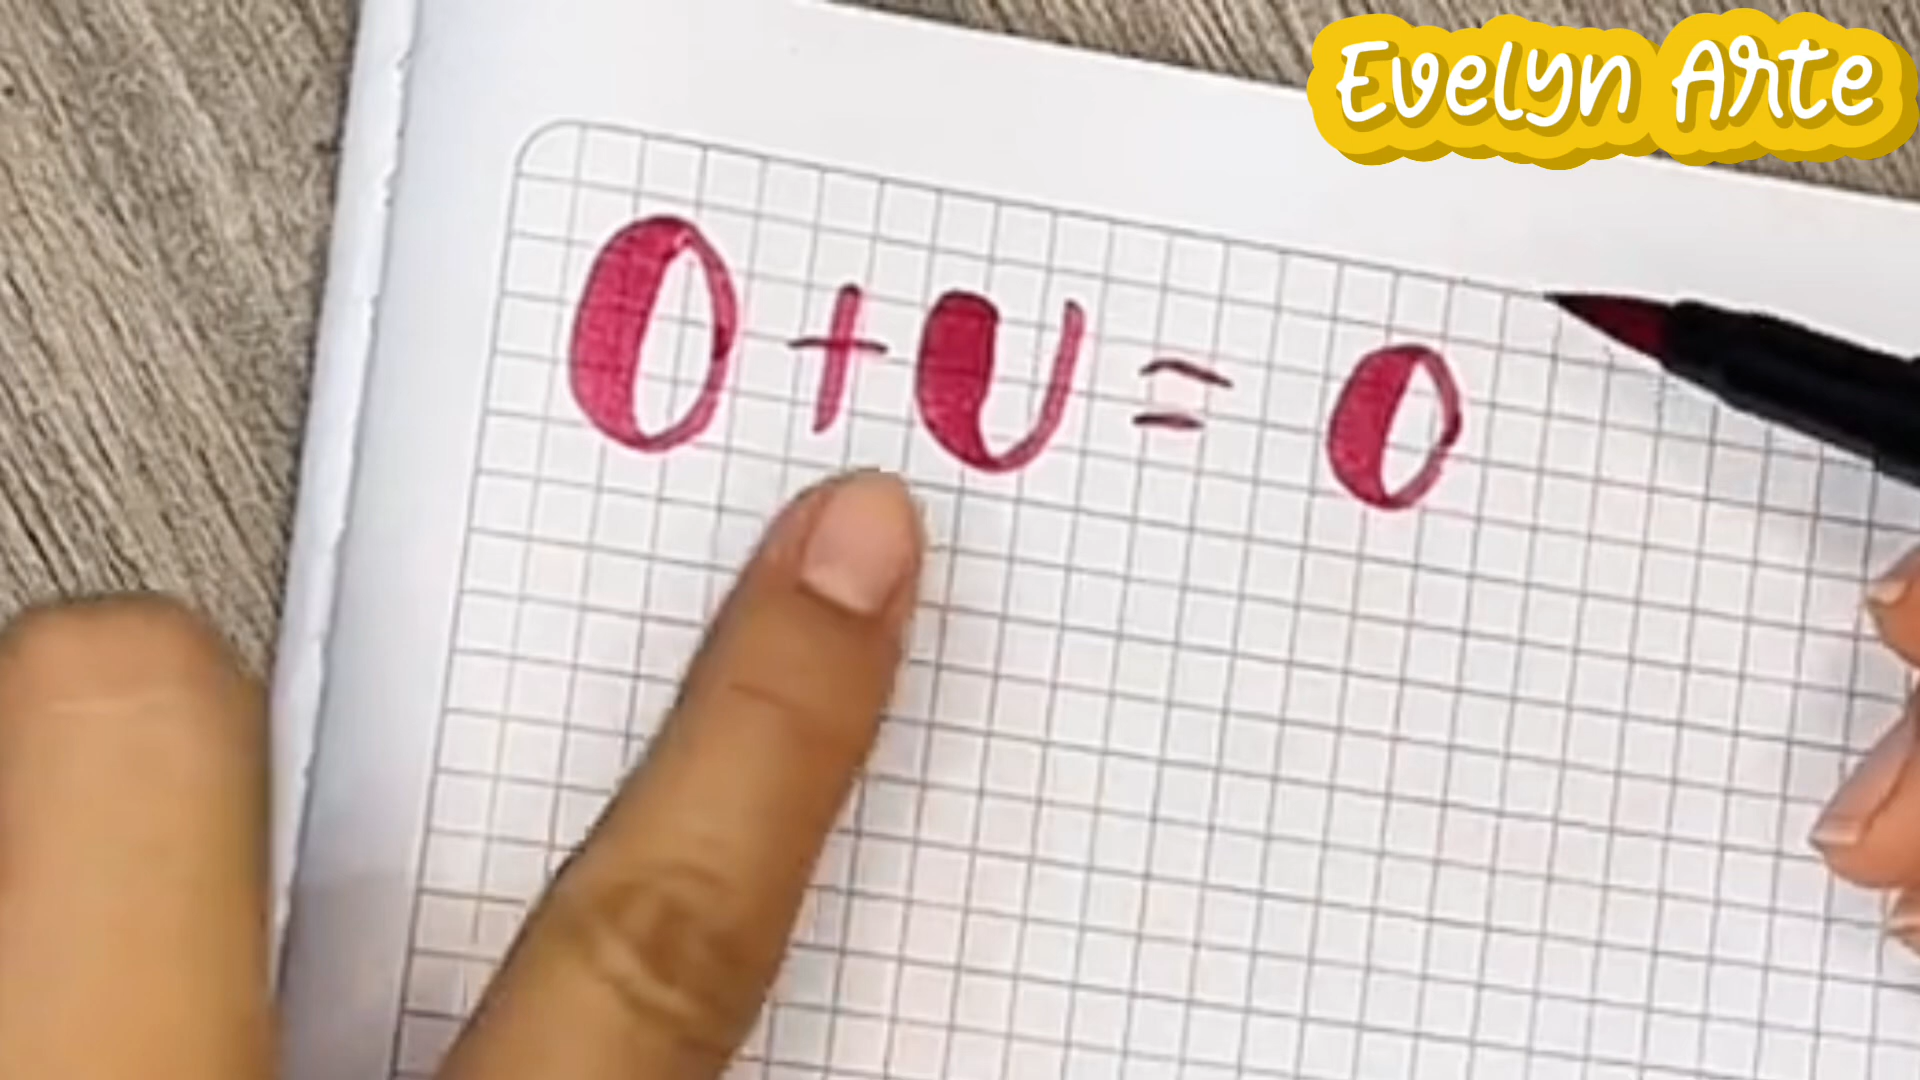 Evelyn Arte
O + U = O